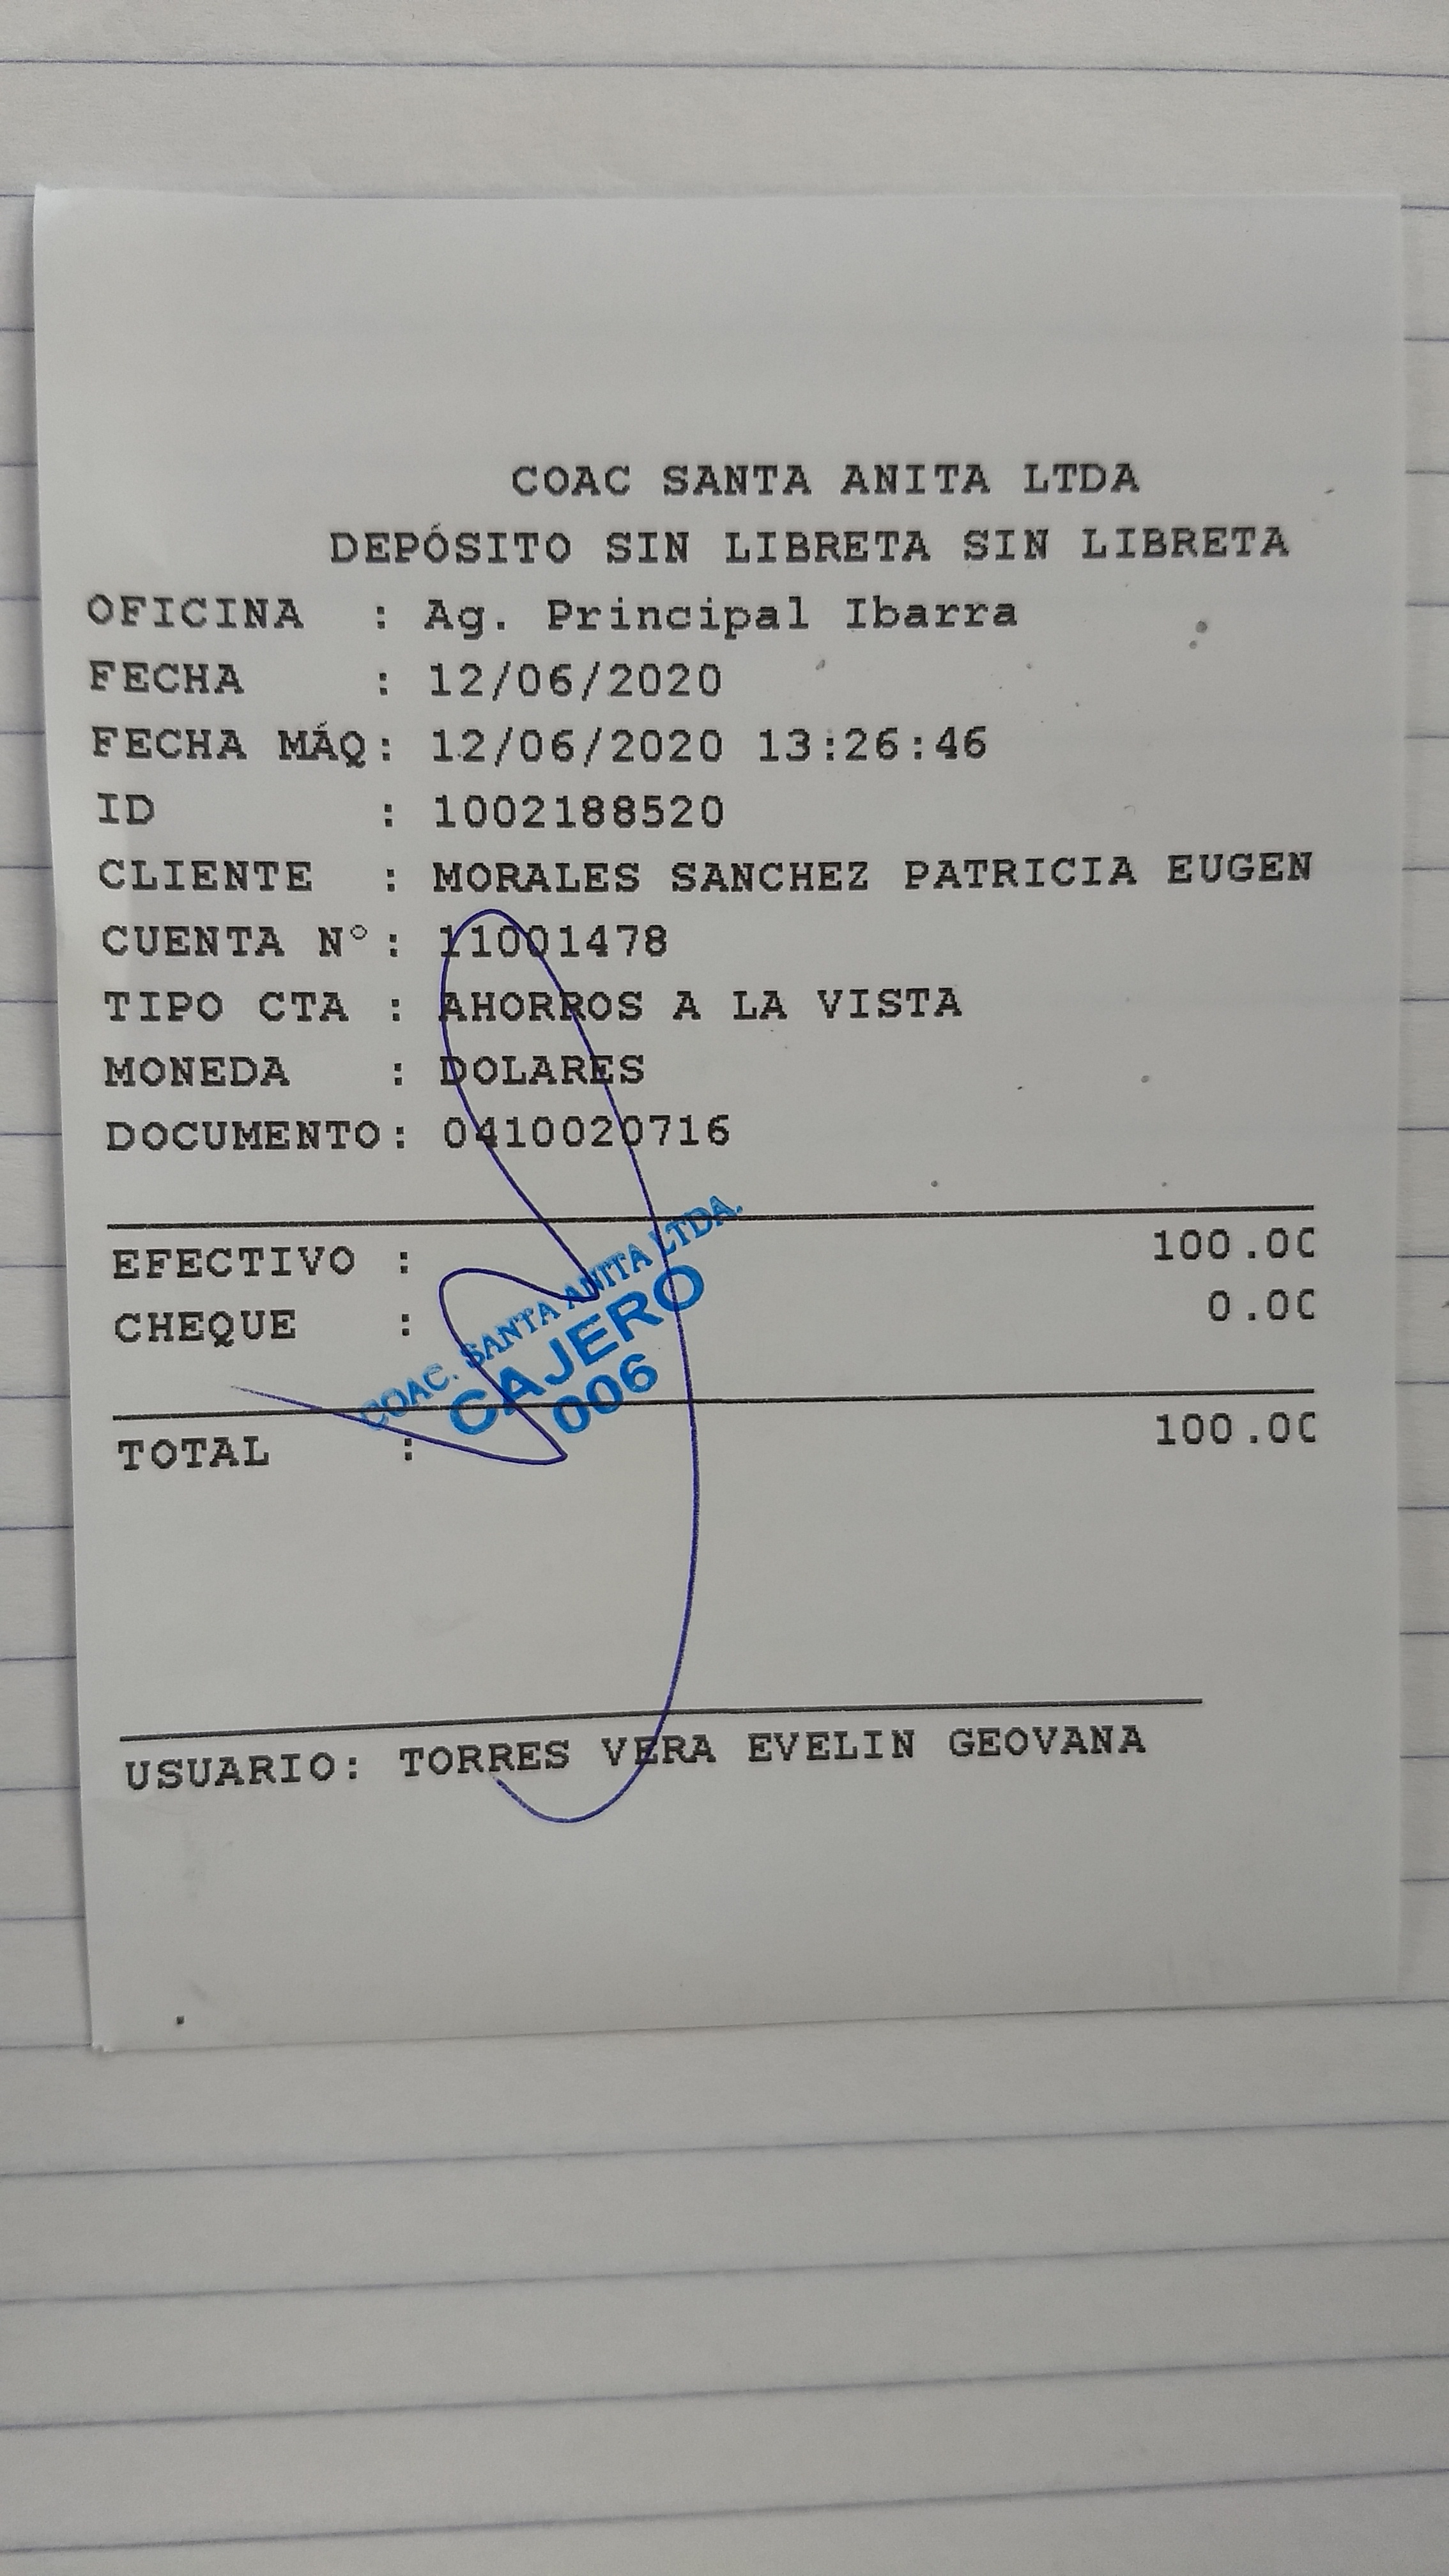 COAC SANTA ANITA LTDA
DEPÓSITO SIN LIBRETA SIN LIBRETA
OFICINA : Ag. Principal Ibarra
FECHA : 12/06/2020
FECHA MÁQ: 12/06/2020 13:26:46
ID : 1002188520
CLIENTE : MORALES SANCHEZ PATRICIA EUGEN
CUENTA N°: 11001478
TIPO CTA : AHORROS A LA VISTA
MONEDA : DOLARES
DOCUMENTO: 0410020716
EFECTIVO : 100.00
CHEQUE : 0.00
COAC. SANTA ANITA LTDA.
CAJERO
006
TOTAL : 100.00
USUARIO: TORRES VERA EVELIN GEOVANA